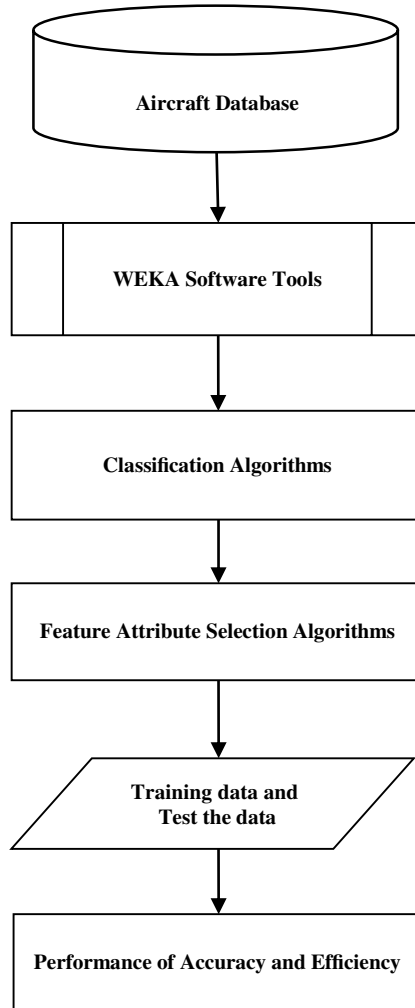 Aircraft Database
WEKA Software Tools
Classification Algorithms
Feature Attribute Selection Algorithms
Training data and
Test the data
Performance of Accuracy and Efficiency